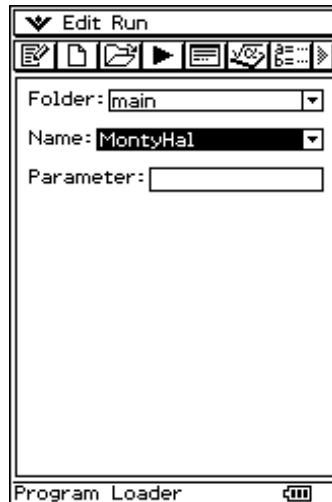 Edit Run
Folder: main
Name: MontyHal
Parameter:
Program Loader